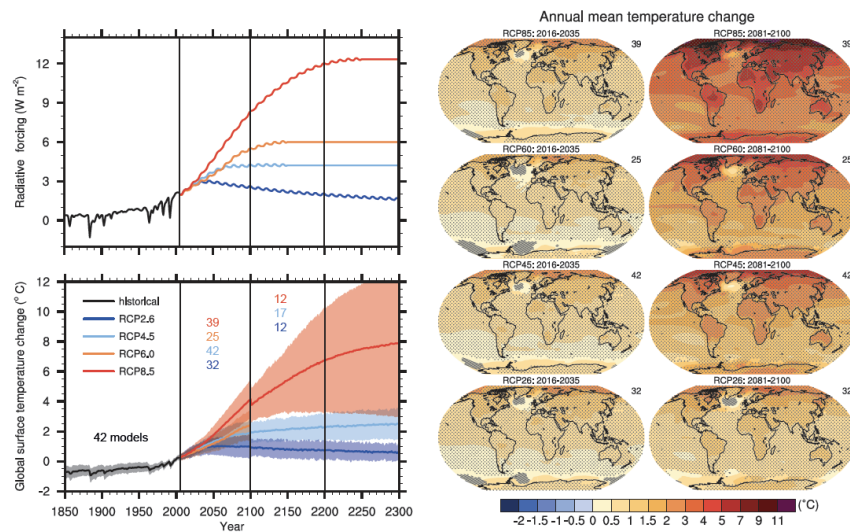 Radiative forcing (W m⁻²)
12
9
6
3
0
Global surface temperature change (° C)
12
10
8
6
4
2
0
-2
historical
RCP2.6
RCP4.5
RCP6.0
RCP8.5
39
25
42
32
12
17
12
42 models
1850
1900
1950
2000
2050
2100
2150
2200
2250
2300
Year
Annual mean temperature change
RCP85: 2016-2035
39
RCP85: 2081-2100
39
RCP60: 2016-2035
25
RCP60: 2081-2100
25
RCP45: 2016-2035
42
RCP45: 2081-2100
42
RCP26: 2016-2035
32
RCP26: 2081-2100
32
-2 -1.5 -1 -0.5 0 0.5 1 1.5 2 3 4 5 7 9 11 (°C)